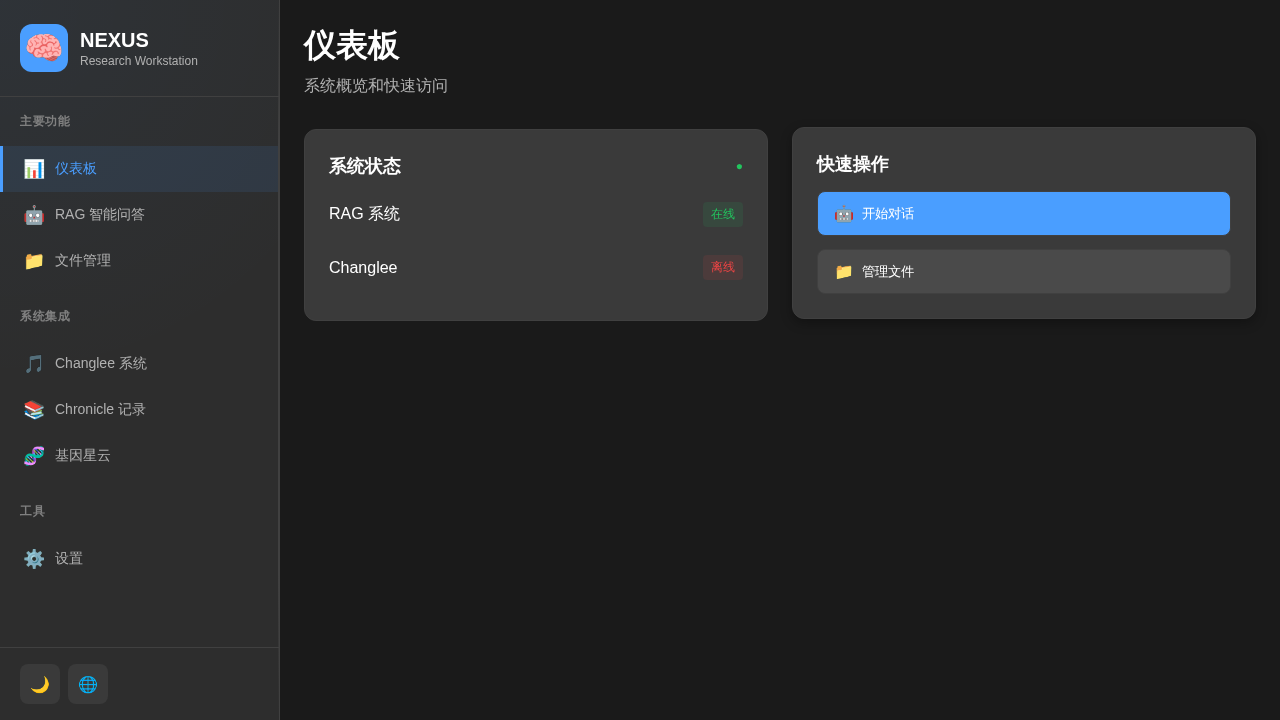 NEXUS
Research Workstation
主要功能
仪表板
RAG 智能问答
文件管理
系统集成
Changlee 系统
Chronicle 记录
基因星云
工具
设置
仪表板
系统概览和快速访问
系统状态
RAG 系统
在线
Changlee
离线
快速操作
开始对话
管理文件